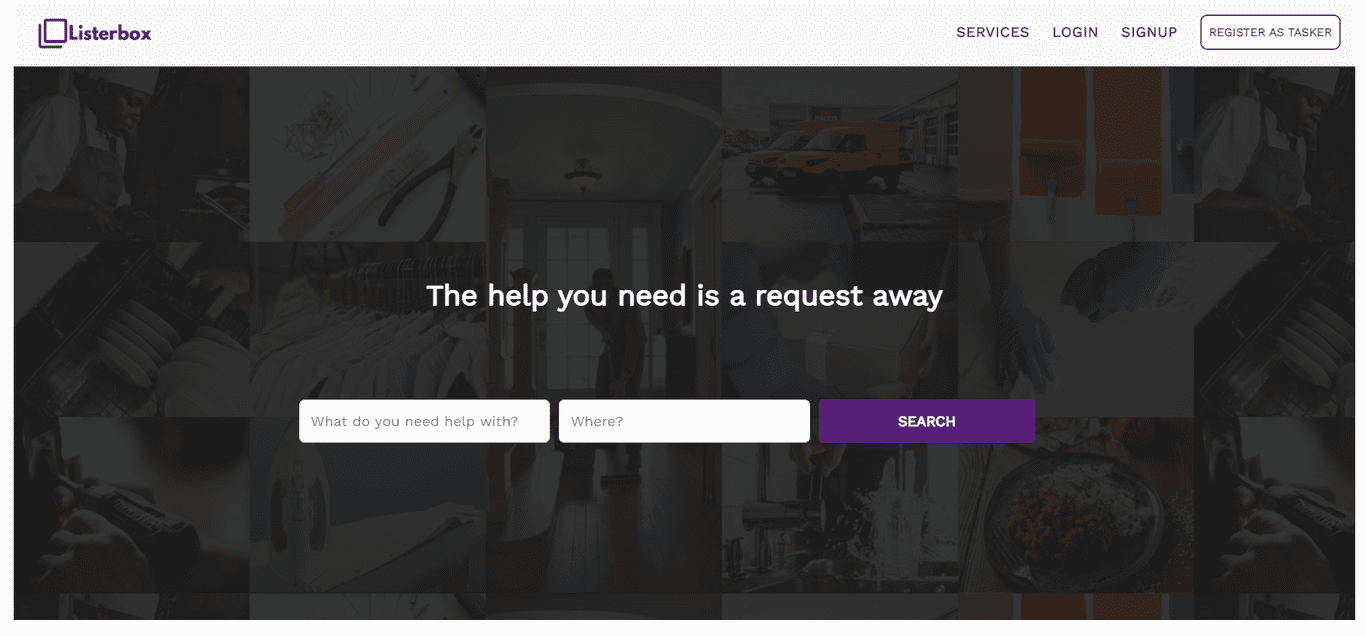 Listerbox
SERVICES LOGIN SIGNUP REGISTER AS TASKER
The help you need is a request away
What do you need help with? Where? SEARCH